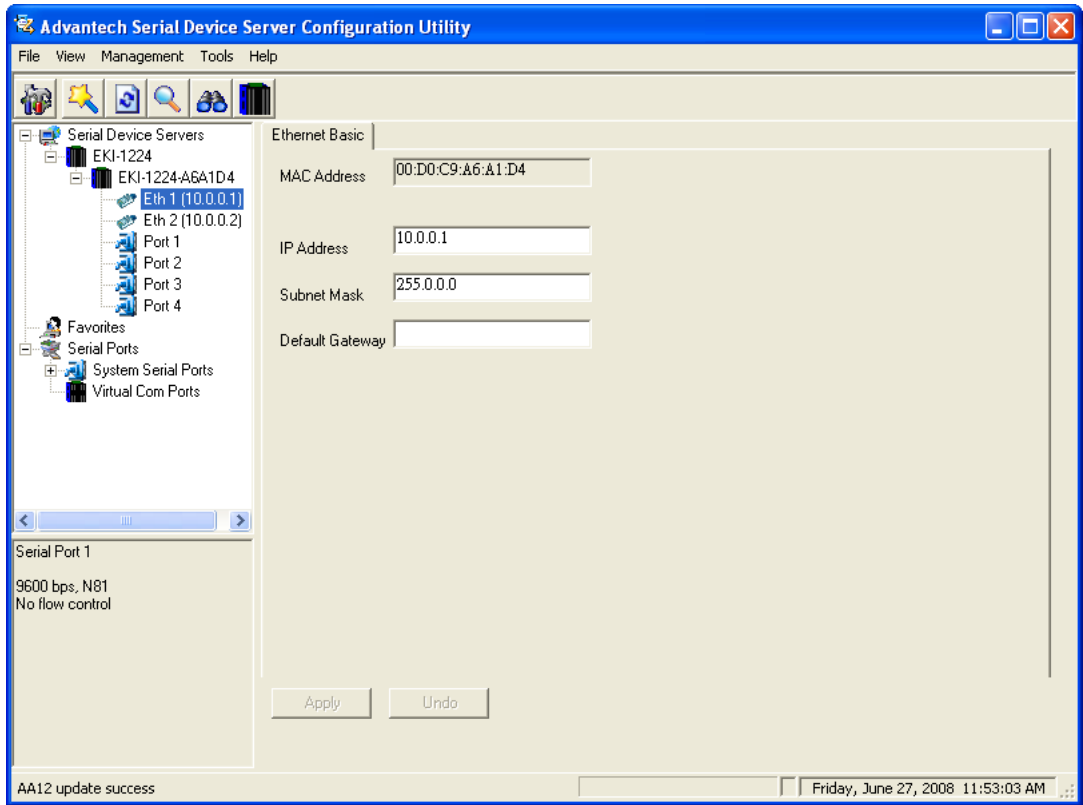 Advantech Serial Device Server Configuration Utility
File View Management Tools Help
Serial Device Servers
EKI-1224
EKI-1224-A6A1D4
Eth 1 (10.0.0.1)
Eth 2 (10.0.0.2)
Port 1
Port 2
Port 3
Port 4
Favorites
Serial Ports
System Serial Ports
Virtual Com Ports
Serial Port 1
9600 bps, N81
No flow control
Ethernet Basic
MAC Address 00:D0:C9:A6:A1:D4
IP Address 10.0.0.1
Subnet Mask 255.0.0.0
Default Gateway
Apply Undo
AA12 update success Friday, June 27, 2008 11:53:03 AM